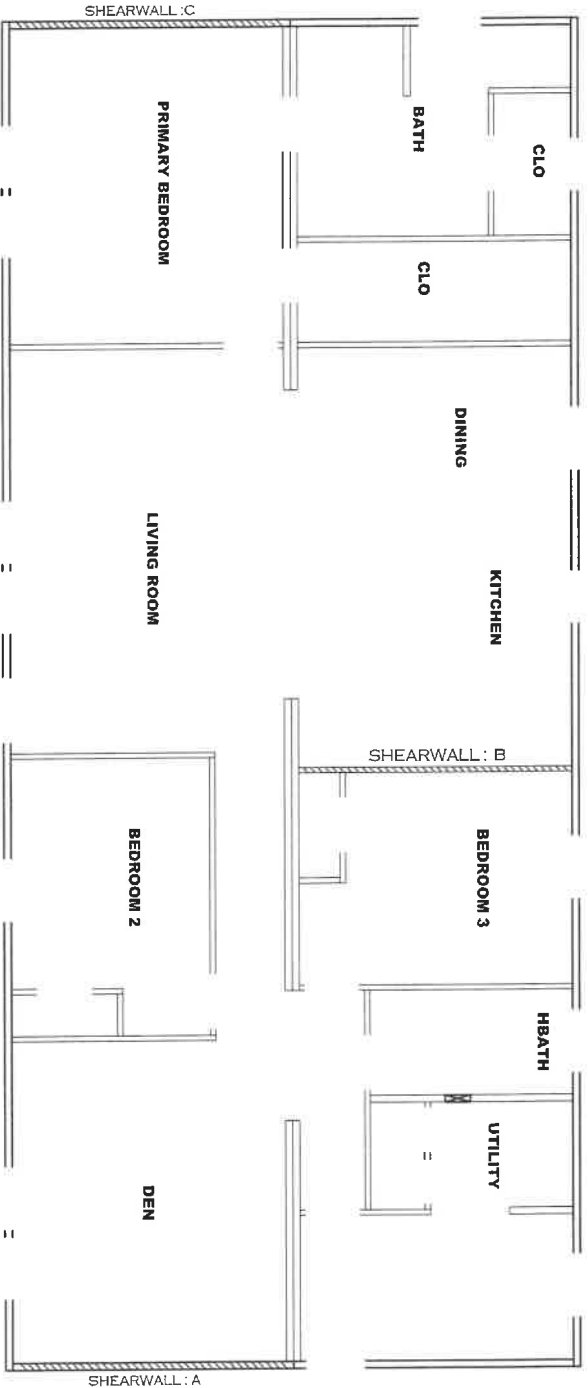 SHEARWALL :C
PRIMARY BEDROOM
BATH
CLO
CLO
DINING
LIVING ROOM
KITCHEN
SHEARWALL : B
BEDROOM 2
BEDROOM 3
HBATH
UTILITY
DEN
SHEARWALL : A